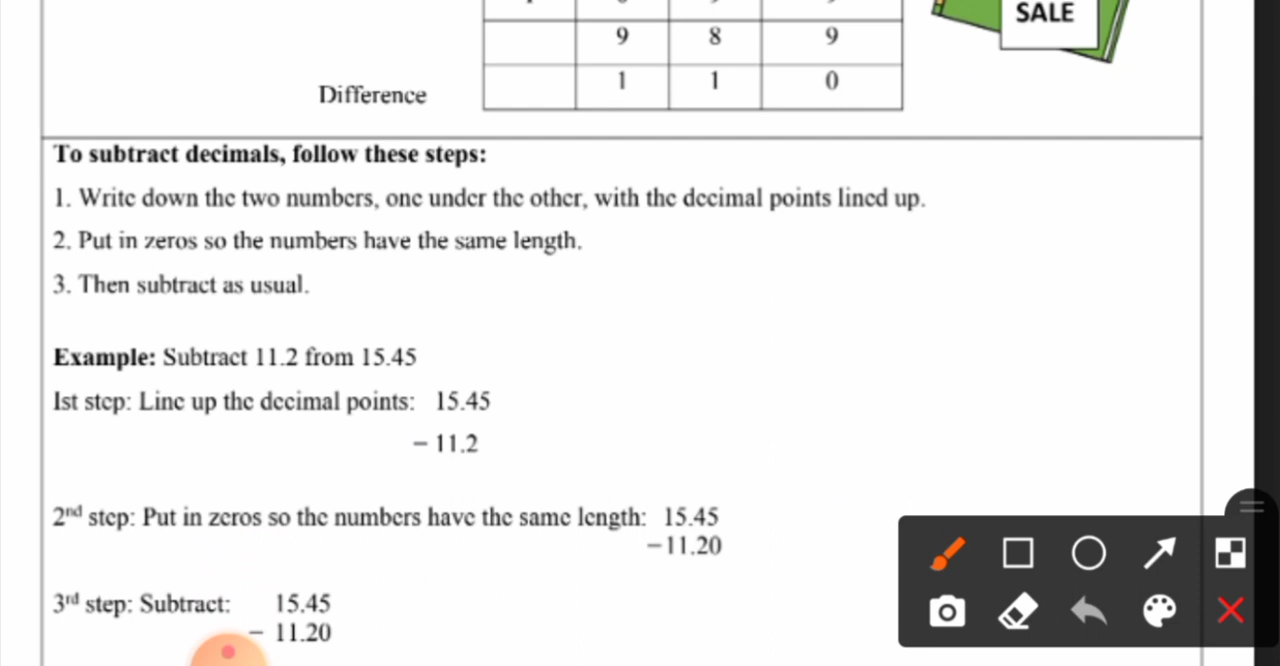 SALE
9 8 9
Difference 1 1 0
To subtract decimals, follow these steps:
1. Write down the two numbers, one under the other, with the decimal points lined up.
2. Put in zeros so the numbers have the same length.
3. Then subtract as usual.
Example: Subtract 11.2 from 15.45
1st step: Line up the decimal points: 15.45
− 11.2
2nd step: Put in zeros so the numbers have the same length: 15.45
−11.20
3rd step: Subtract: 15.45
− 11.20